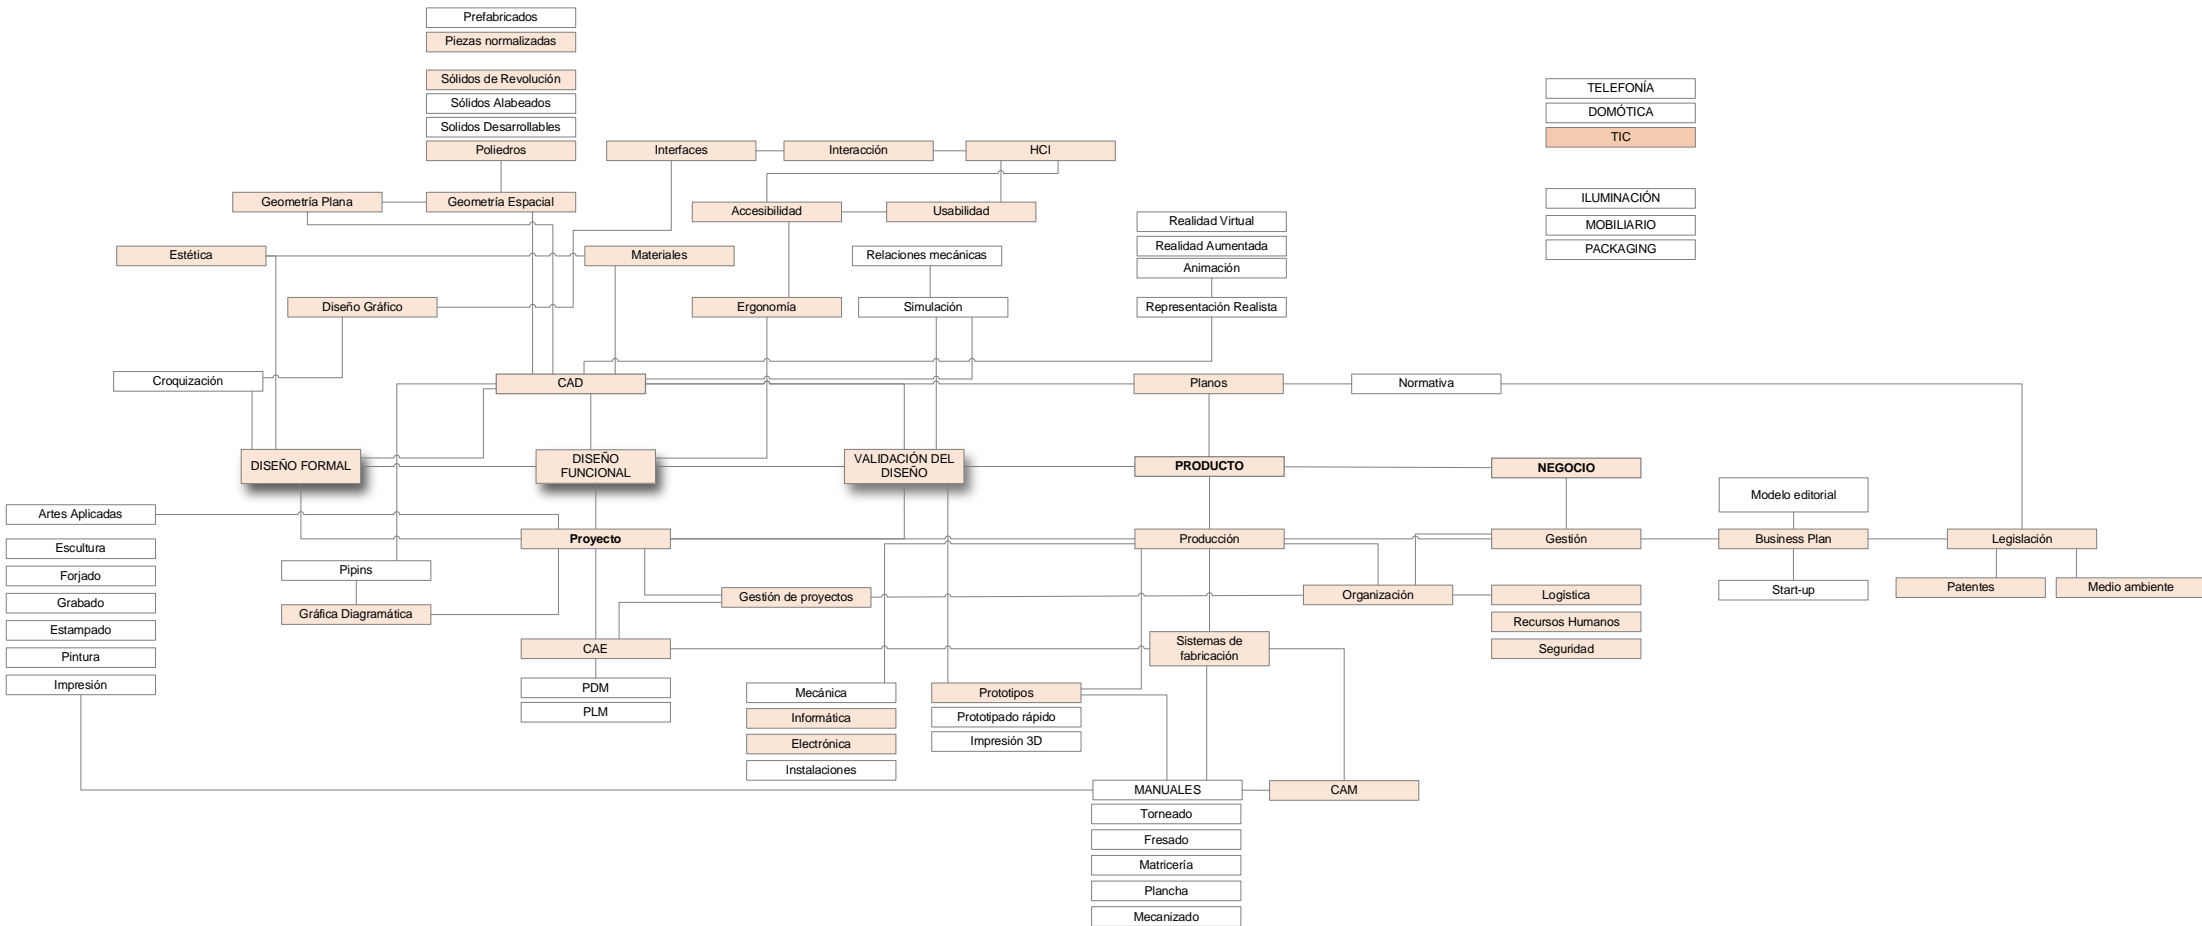 Prefabricados
Piezas normalizadas
Sólidos de Revolución
Sólidos Alabeados
Solidos Desarrollables
Poliedros
Interfaces
Interacción
HCI
TELEFONÍA
DOMÓTICA
TIC
Geometría Plana
Geometría Espacial
Accesibilidad
Usabilidad
ILUMINACIÓN
MOBILIARIO
PACKAGING
Realidad Virtual
Realidad Aumentada
Animación
Estética
Materiales
Relaciones mecánicas
Diseño Gráfico
Ergonomía
Simulación
Representación Realista
Croquización
CAD
Planos
Normativa
DISEÑO FORMAL
DISEÑO
FUNCIONAL
VALIDACIÓN DEL
DISEÑO
PRODUCTO
NEGOCIO
Modelo editorial
Artes Aplicadas
Escultura
Forjado
Grabado
Estampado
Pintura
Impresión
Proyecto
Producción
Gestión
Business Plan
Legislación
Pipins
Gráfica Diagramática
Gestión de proyectos
Organización
Logística
Recursos Humanos
Seguridad
Start-up
Patentes
Medio ambiente
CAE
PDM
PLM
Sistemas de
fabricación
Mecánica
Informática
Electrónica
Instalaciones
Prototipos
Prototipado rápido
Impresión 3D
MANUALES
CAM
Torneado
Fresado
Matricería
Plancha
Mecanizado